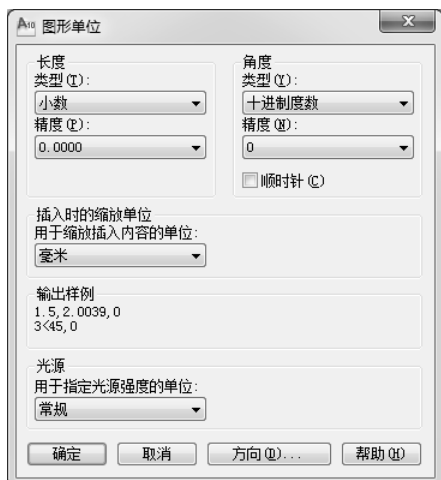 A10 图形单位
长度
类型(T):
小数
精度(P):
0.0000
角度
类型(Y):
十进制度数
精度(N):
0
顺时针(C)
插入时的缩放单位
用于缩放插入内容的单位:
毫米
输出样例
1.5,2.0039,0
3<45,0
光源
用于指定光源强度的单位:
常规
确定 取消 方向(D)... 帮助(H)